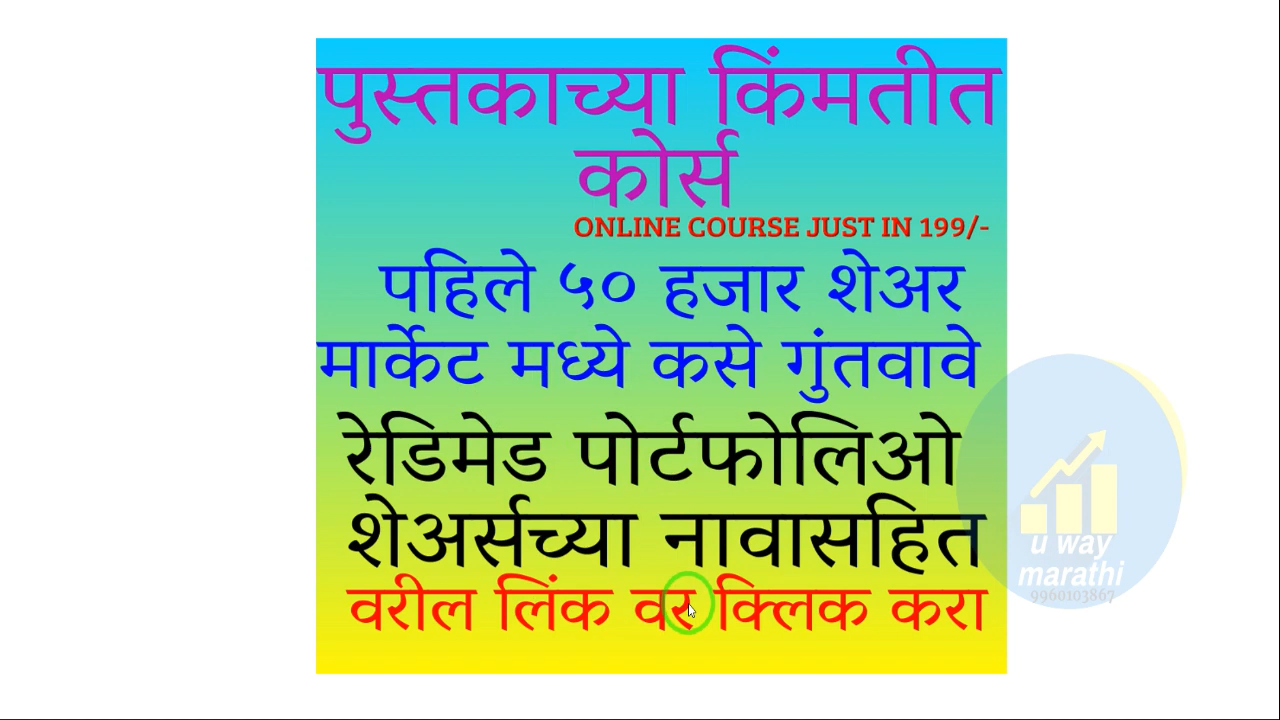 पुस्तकाच्या किंमतीत
कोर्स
ONLINE COURSE JUST IN 199/-
पहिले ५० हजार शेअर
मार्केट मध्ये कसे गुंतवावे
रेडिमेड पोर्टफोलिओ
शेअर्सच्या नावासहित
वरील लिंक वर क्लिक करा
u way
marathi
9960103867